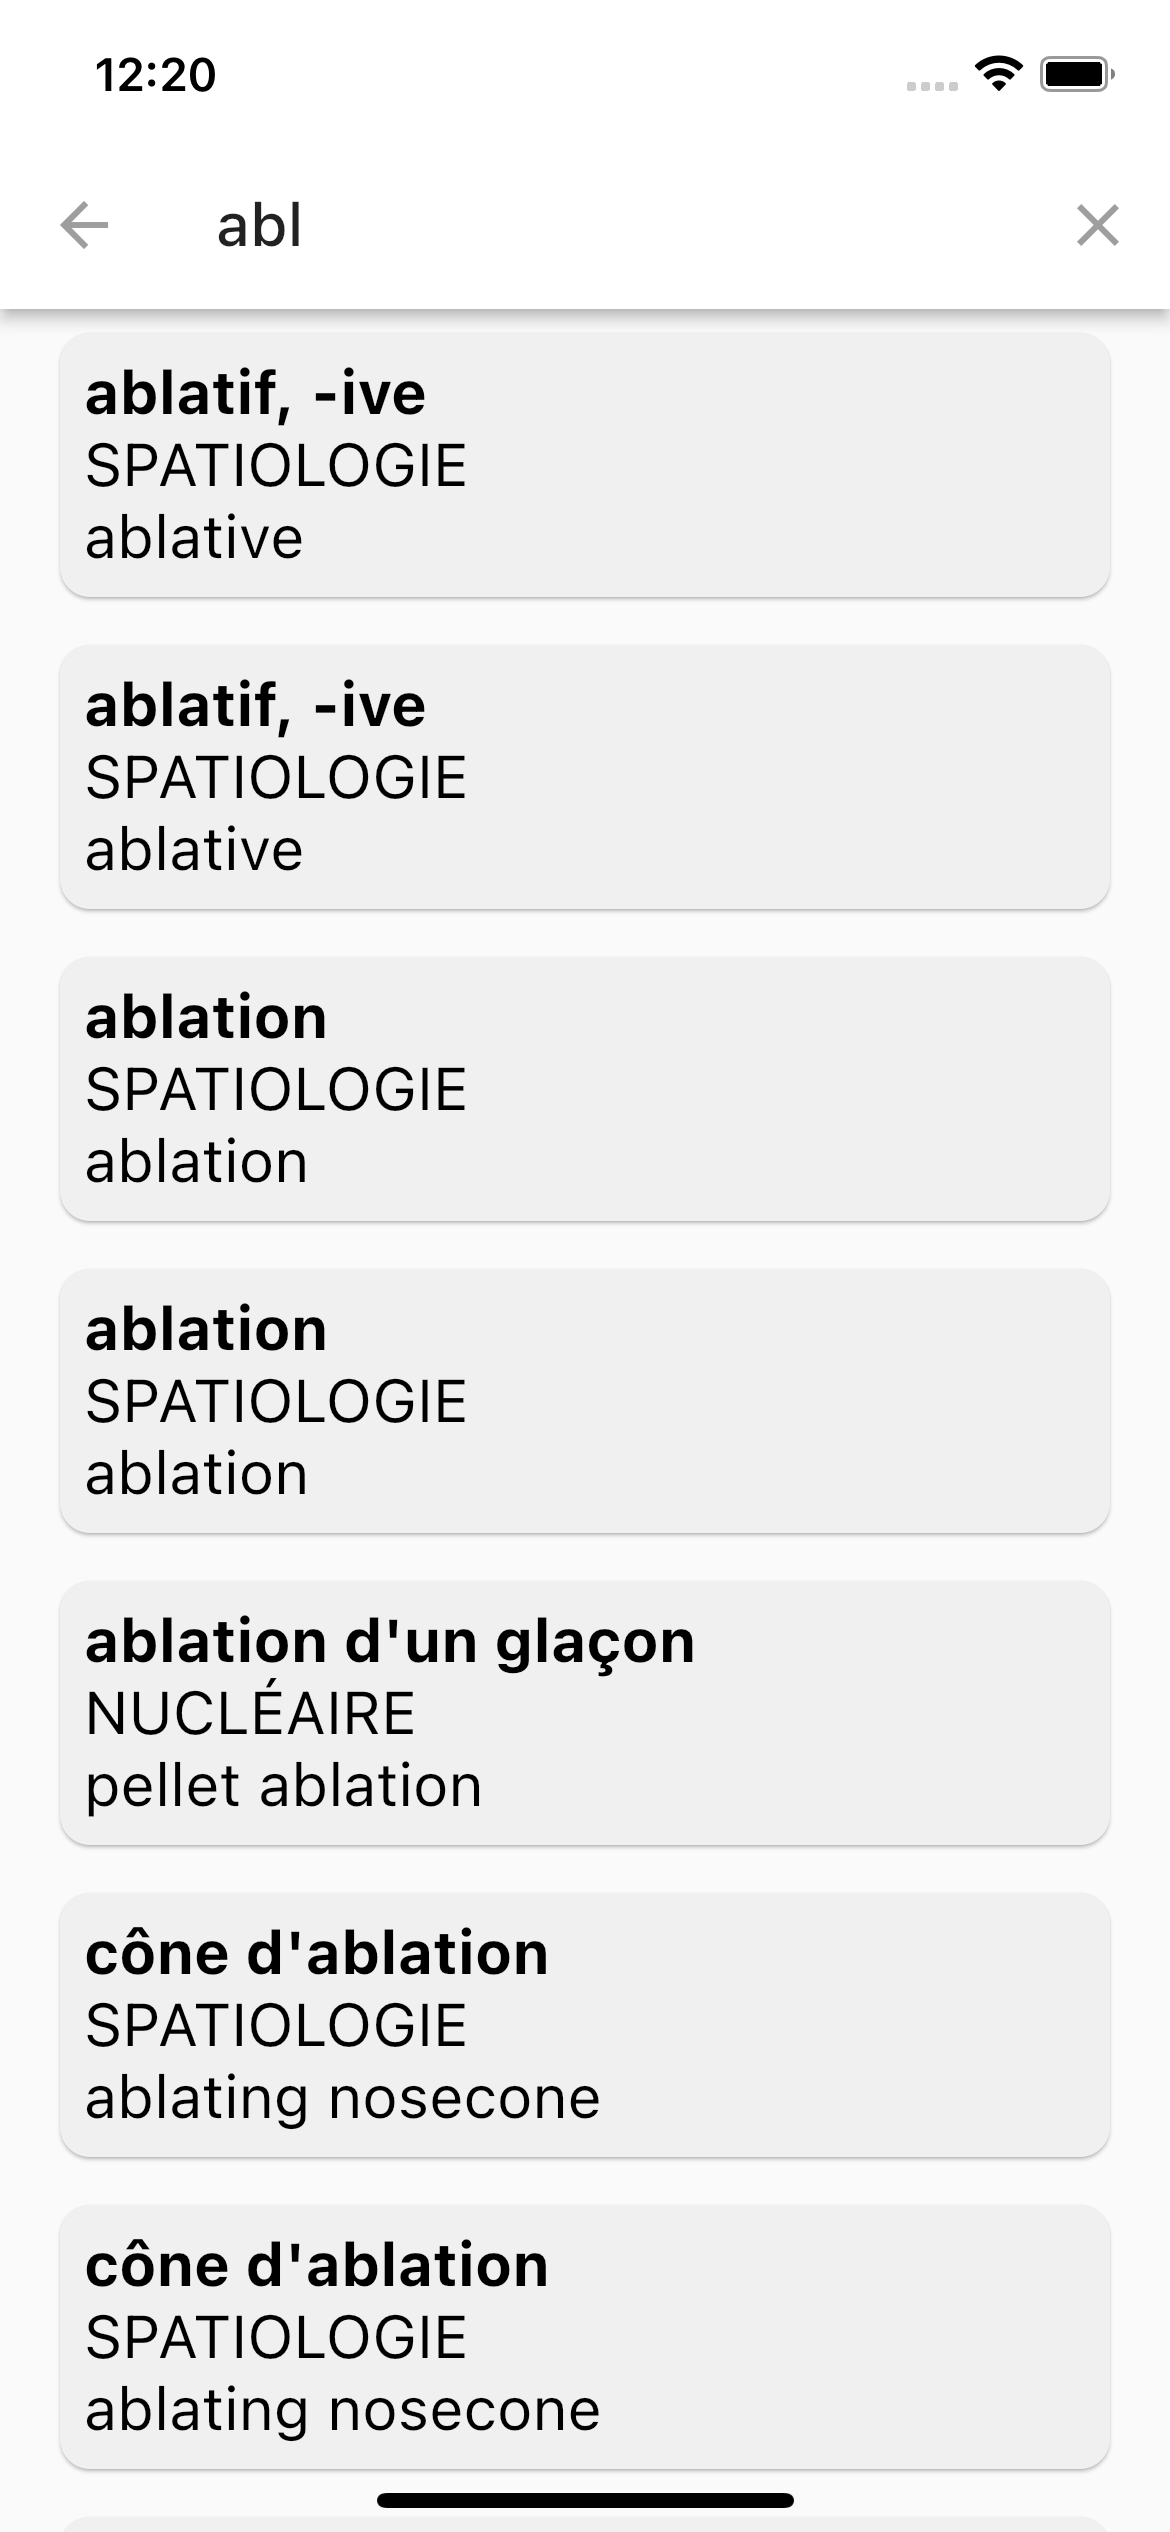 12:20
abl
ablatif, -ive
SPATIOLOGIE
ablative
ablatif, -ive
SPATIOLOGIE
ablative
ablation
SPATIOLOGIE
ablation
ablation
SPATIOLOGIE
ablation
ablation d'un glaçon
NUCLÉAIRE
pellet ablation
cône d'ablation
SPATIOLOGIE
ablating nosecone
cône d'ablation
SPATIOLOGIE
ablating nosecone